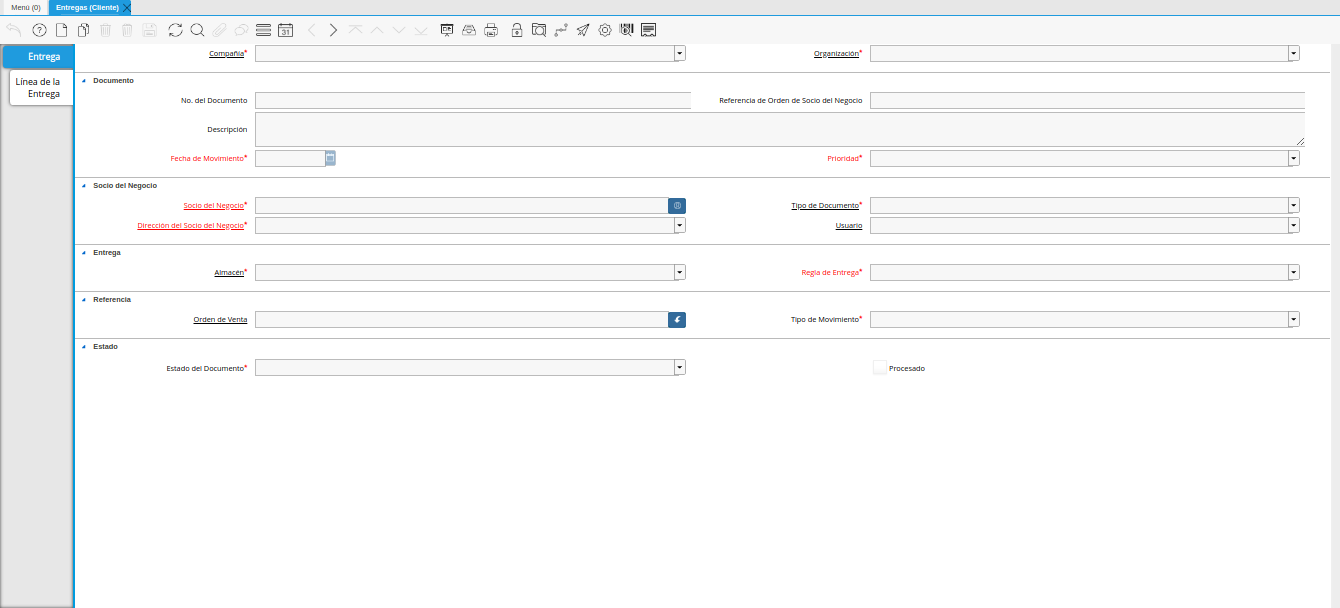 Menú (0)
Entregas (Cliente)
31
Entrega
Línea de la
Entrega
Compañía*
Organización*
Documento
No. del Documento
Referencia de Orden de Socio del Negocio
Descripción
Fecha de Movimiento*
Prioridad*
Socio del Negocio
Socio del Negocio*
Tipo de Documento*
Dirección del Socio del Negocio*
Usuario
Entrega
Almacén*
Regla de Entrega*
Referencia
Orden de Venta
Tipo de Movimiento*
Estado
Estado del Documento*
Procesado